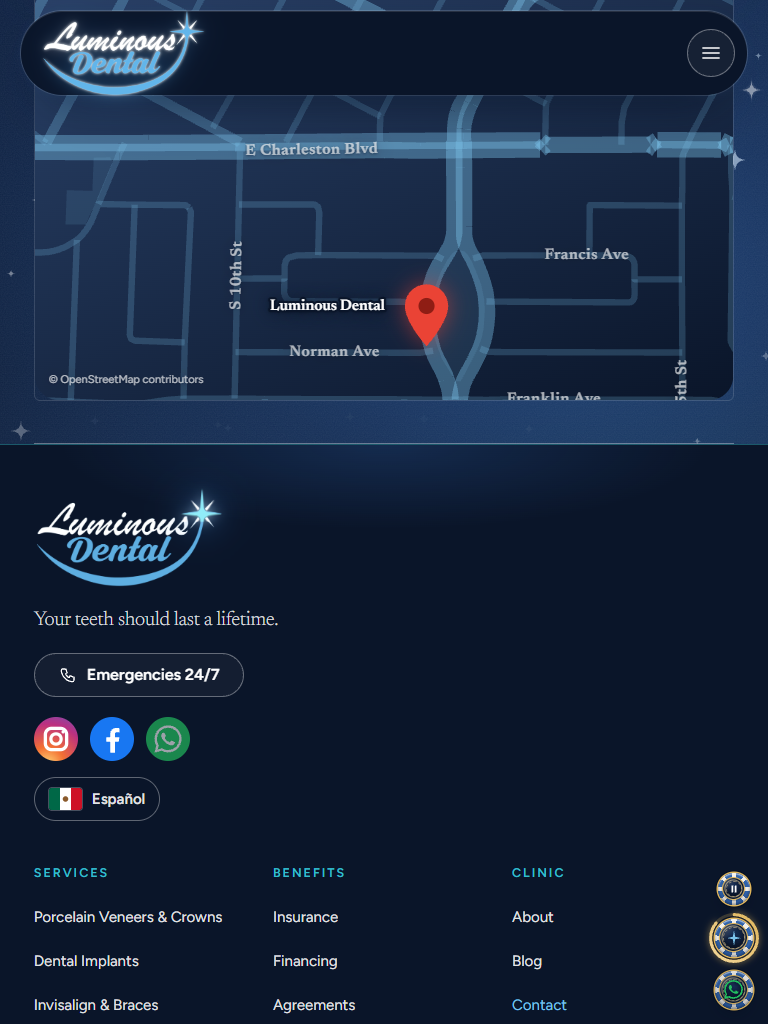 Luminous
Dental
E Charleston Blvd
S 10th St
Francis Ave
Luminous Dental
Norman Ave
© OpenStreetMap contributors
Franklin Ave
5th St
Luminous
Dental
Your teeth should last a lifetime.
Emergencies 24/7
Español
SERVICES
BENEFITS
CLINIC
Porcelain Veneers & Crowns
Insurance
About
Dental Implants
Financing
Blog
Invisalign & Braces
Agreements
Contact